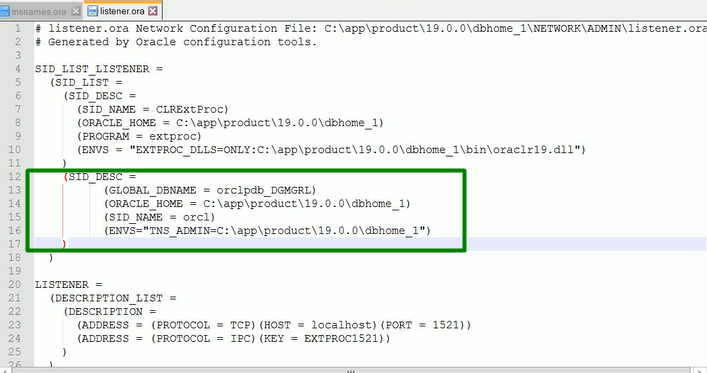 tnsnames.ora listener.ora
1 # listener.ora Network Configuration File: C:\app\product\19.0.0\dbhome_1\NETWORK\ADMIN\listener.ora
2 # Generated by Oracle configuration tools.
3
4 SID_LIST_LISTENER =
5 (SID_LIST =
6 (SID_DESC =
7 (SID_NAME = CLRExtProc)
8 (ORACLE_HOME = C:\app\product\19.0.0\dbhome_1)
9 (PROGRAM = extproc)
10 (ENVS = "EXTPROC_DLLS=ONLY:C:\app\product\19.0.0\dbhome_1\bin\oraclr19.dll")
11 )
12 (SID_DESC =
13 (GLOBAL_DBNAME = orclpdb_DGMGRL)
14 (ORACLE_HOME = C:\app\product\19.0.0\dbhome_1)
15 (SID_NAME = orcl)
16 (ENVS="TNS_ADMIN=C:\app\product\19.0.0\dbhome_1")
17 )
18 )
19
20 LISTENER =
21 (DESCRIPTION_LIST =
22 (DESCRIPTION =
23 (ADDRESS = (PROTOCOL = TCP)(HOST = localhost)(PORT = 1521))
24 (ADDRESS = (PROTOCOL = IPC)(KEY = EXTPROC1521))
25 )
26 )